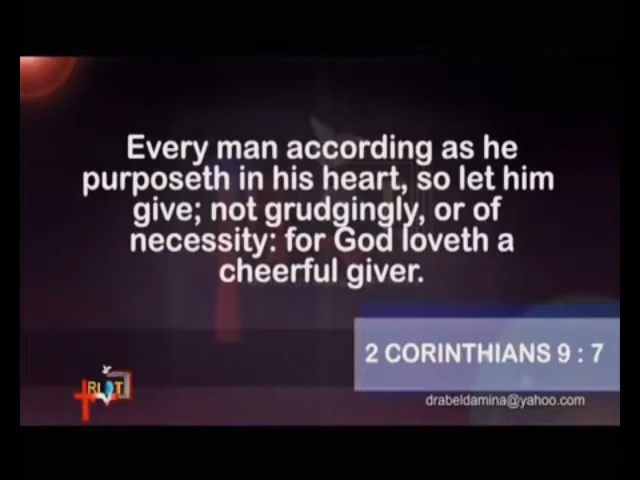 Every man according as he
purposeth in his heart, so let him
give; not grudgingly, or of
necessity: for God loveth a
cheerful giver.
2 CORINTHIANS 9 : 7
drabeldamina@yahoo.com